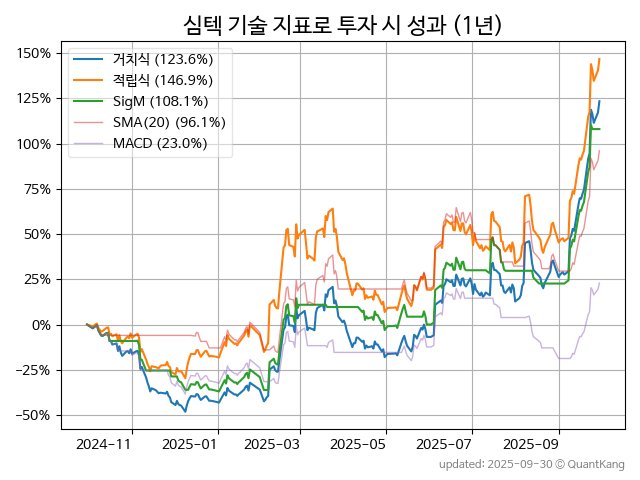 심텍 기술 지표로 투자 시 성과 (1년)
150%
125%
100%
75%
50%
25%
0%
−25%
−50%
거치식 (123.6%)
적립식 (146.9%)
SigM (108.1%)
SMA(20) (96.1%)
MACD (23.0%)
2024-11
2025-01
2025-03
2025-05
2025-07
2025-09
updated: 2025-09-30 © QuantKang